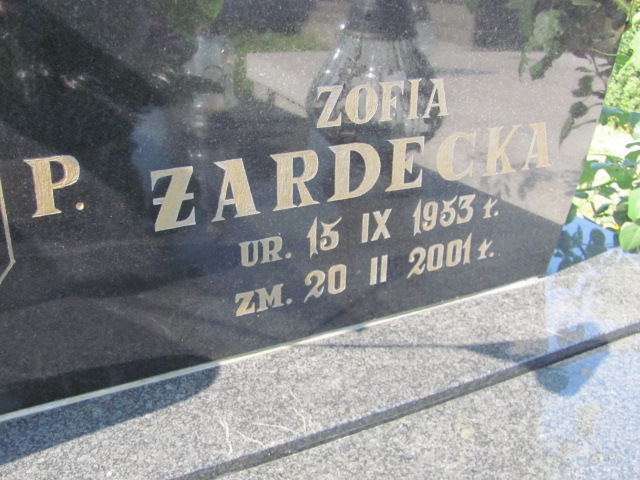 ZOFIA
P. ŻARDECKA
UR. 15 IX 1953 r.
ZM. 20 II 2001 r.